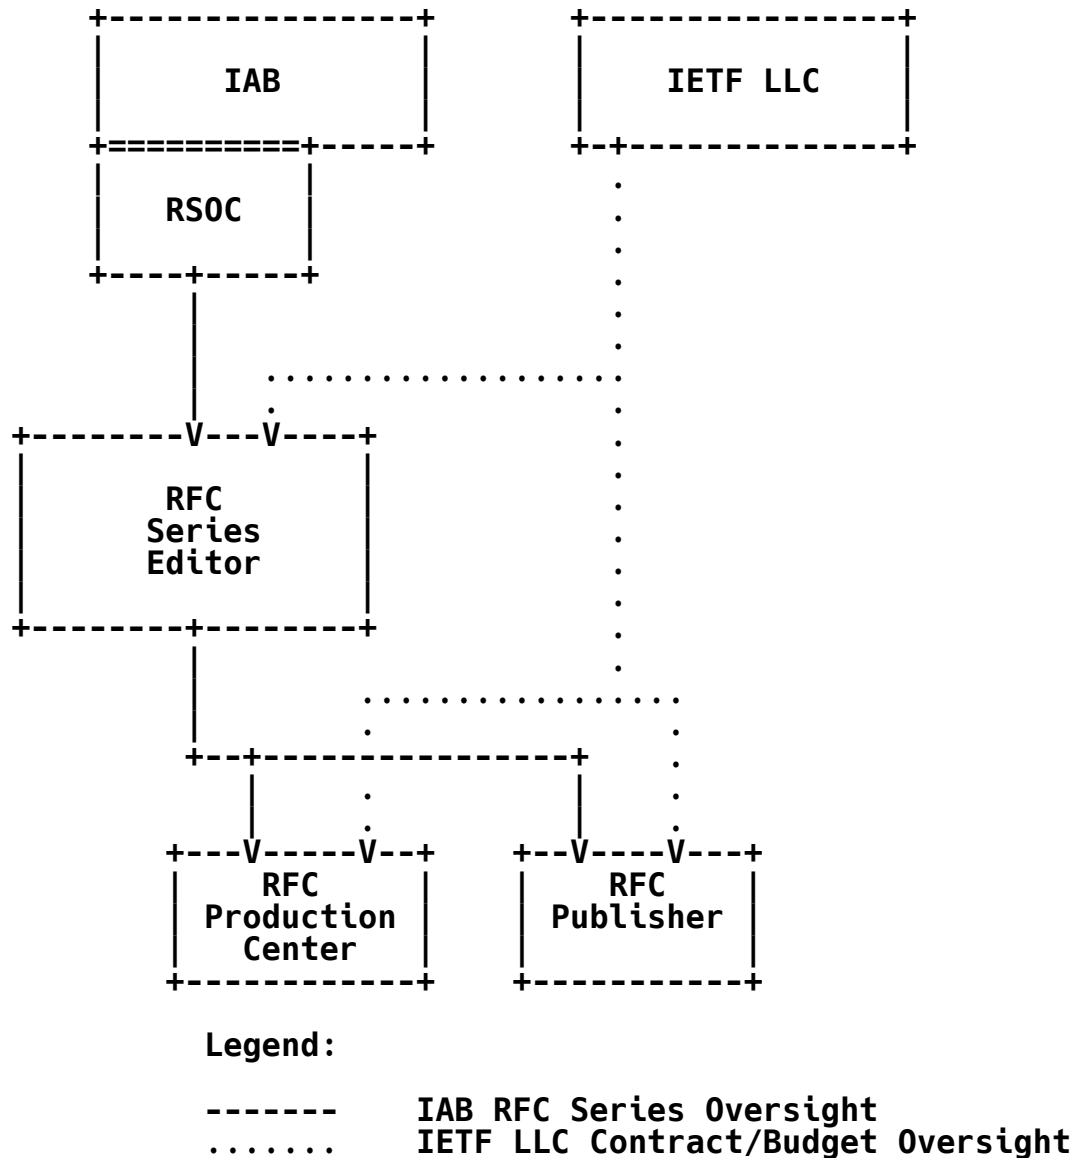 IAB
IETF LLC
RSOC
RFC
Series
Editor
RFC
Production
Center
RFC
Publisher
Legend:
------- IAB RFC Series Oversight
....... IETF LLC Contract/Budget Oversight